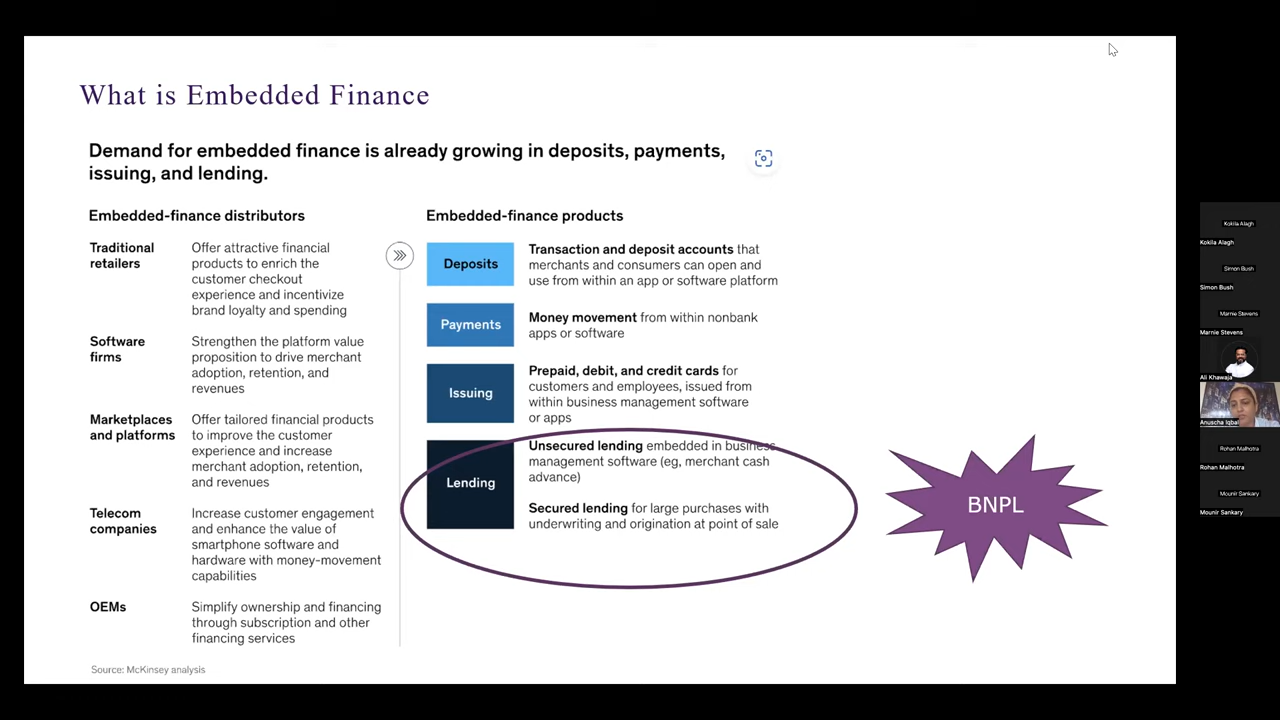 What is Embedded Finance
Demand for embedded finance is already growing in deposits, payments,
issuing, and lending.
Embedded-finance distributors
Traditional
retailers
Offer attractive financial
products to enrich the
customer checkout
experience and incentivize
brand loyalty and spending
Software
firms
Strengthen the platform value
proposition to drive merchant
adoption, retention, and
revenues
Marketplaces
and platforms
Offer tailored financial products
to improve the customer
experience and increase
merchant adoption, retention,
and revenues
Telecom
companies
Increase customer engagement
and enhance the value of
smartphone software and
hardware with money-movement
capabilities
OEMs
Simplify ownership and financing
through subscription and other
financing services
Embedded-finance products
Deposits
Transaction and deposit accounts that
merchants and consumers can open and
use from within an app or software platform
Payments
Money movement from within nonbank
apps or software
Issuing
Prepaid, debit, and credit cards for
customers and employees, issued from
within business management software
or apps
Lending
Unsecured lending embedded in business
management software (eg, merchant cash
advance)
Secured lending for large purchases with
underwriting and origination at point of sale
BNPL
Source: McKinsey analysis
Kokila Alagh
Kokila Alagh
Simon Bush
Simon Bush
Marnie Stevens
Marnie Stevens
Ali Khawaja
Anuscha Iqbal
Rohan Malhotra
Rohan Malhotra
Mounir Sankary
Mounir Sankary